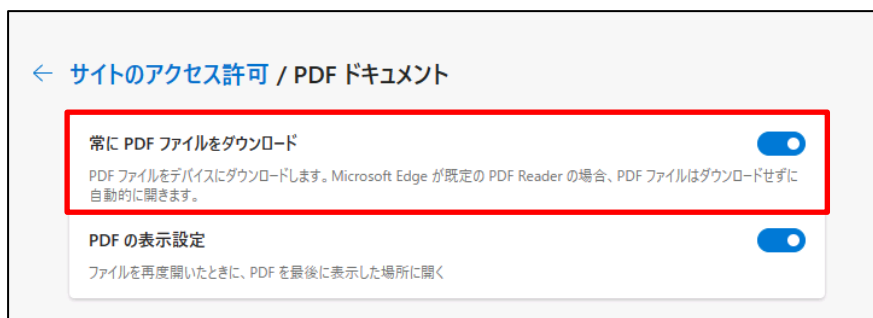 ← サイトのアクセス許可 / PDF ドキュメント
常に PDF ファイルをダウンロード
PDF ファイルをデバイスにダウンロードします。Microsoft Edge が既定の PDF Reader の場合、PDF ファイルはダウンロードせずに
自動的に開きます。
PDF の表示設定
ファイルを再度開いたときに、PDF を最後に表示した場所に開く